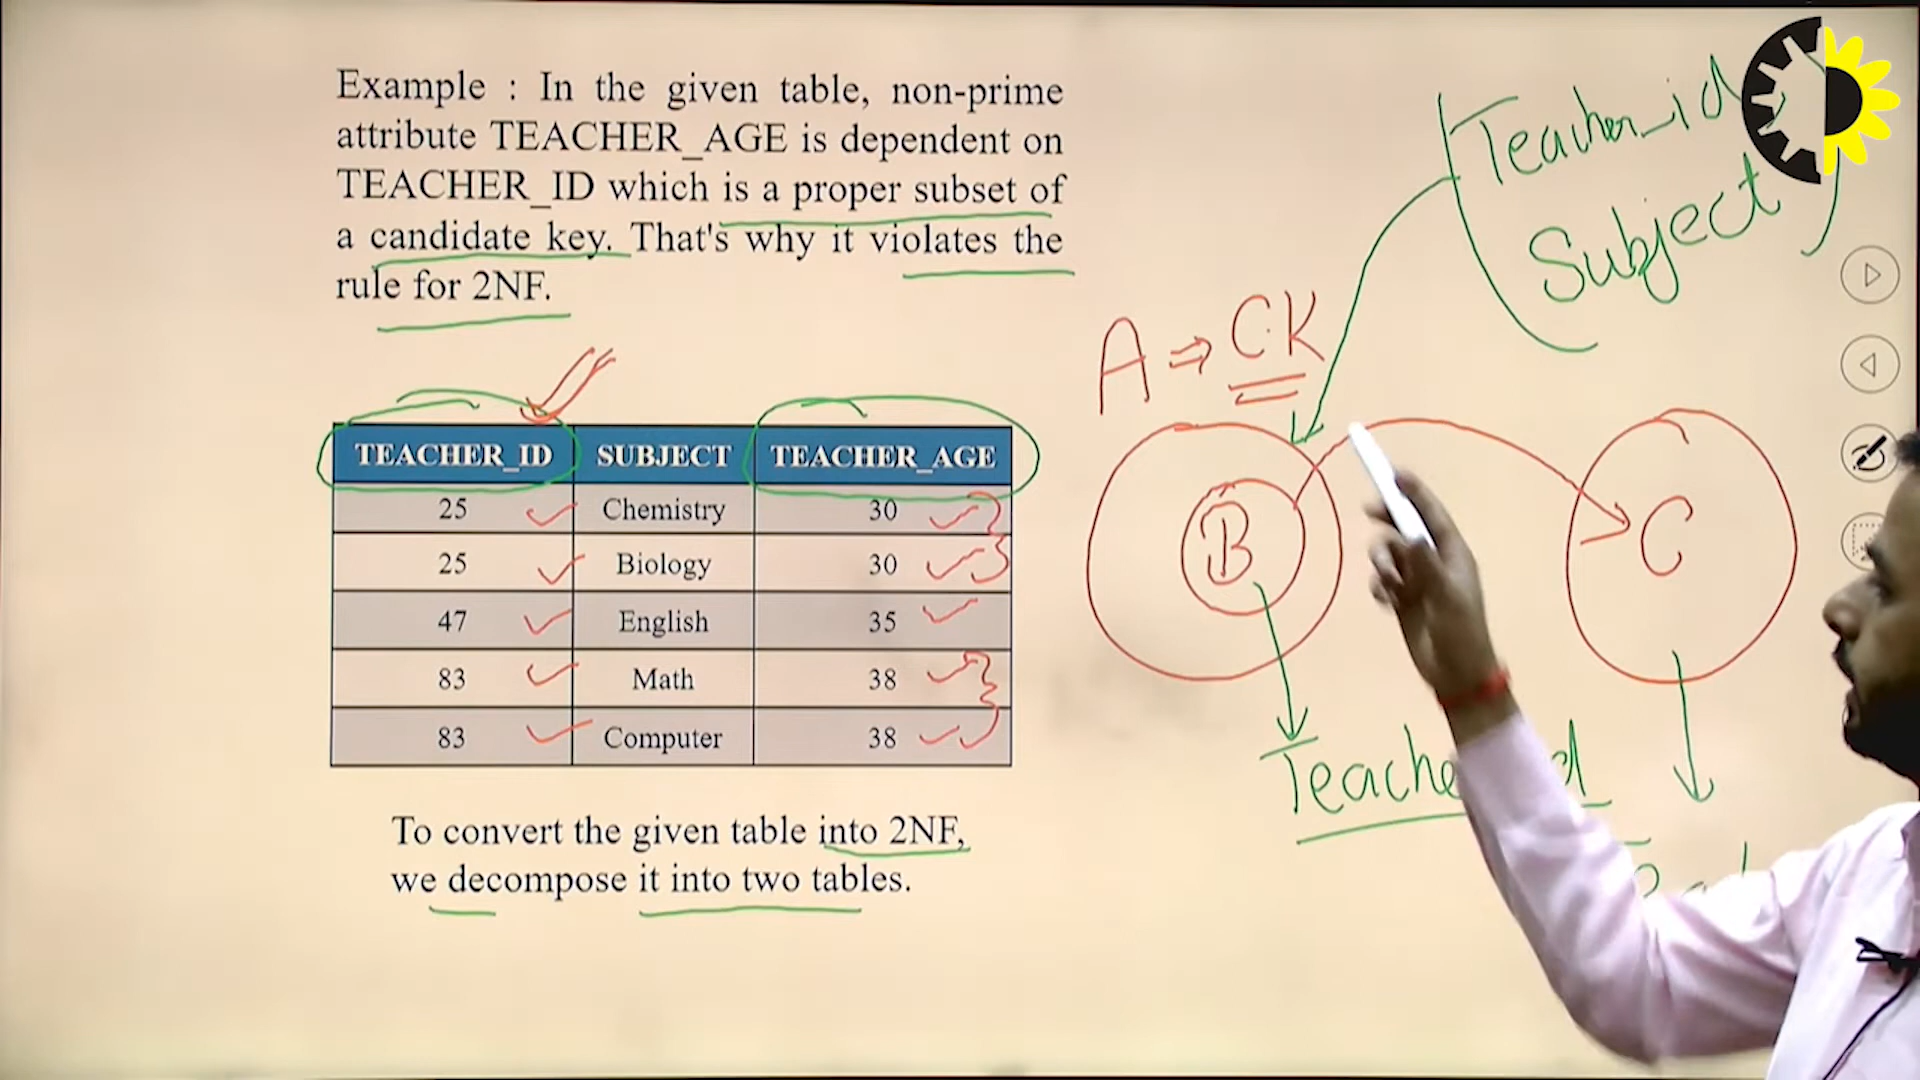 Example : In the given table, non-prime
attribute TEACHER_AGE is dependent on
TEACHER_ID which is a proper subset of
a candidate key. That's why it violates the
rule for 2NF.
TEACHER_ID SUBJECT TEACHER_AGE
25 Chemistry 30
25 Biology 30
47 English 35
83 Math 38
83 Computer 38
To convert the given table into 2NF,
we decompose it into two tables.
Teacher_id
Subject
A ⇒ C.K
B
C